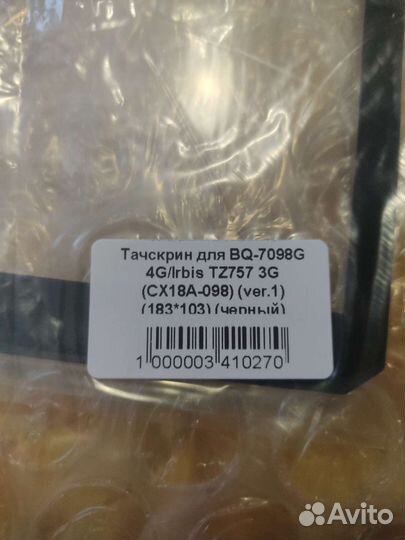 Тачскрин для BQ-7098G
4G/Irbis TZ757 3G
(CX18A-098) (ver.1)
(183*103) (черный)
1 000003 410270
Avito